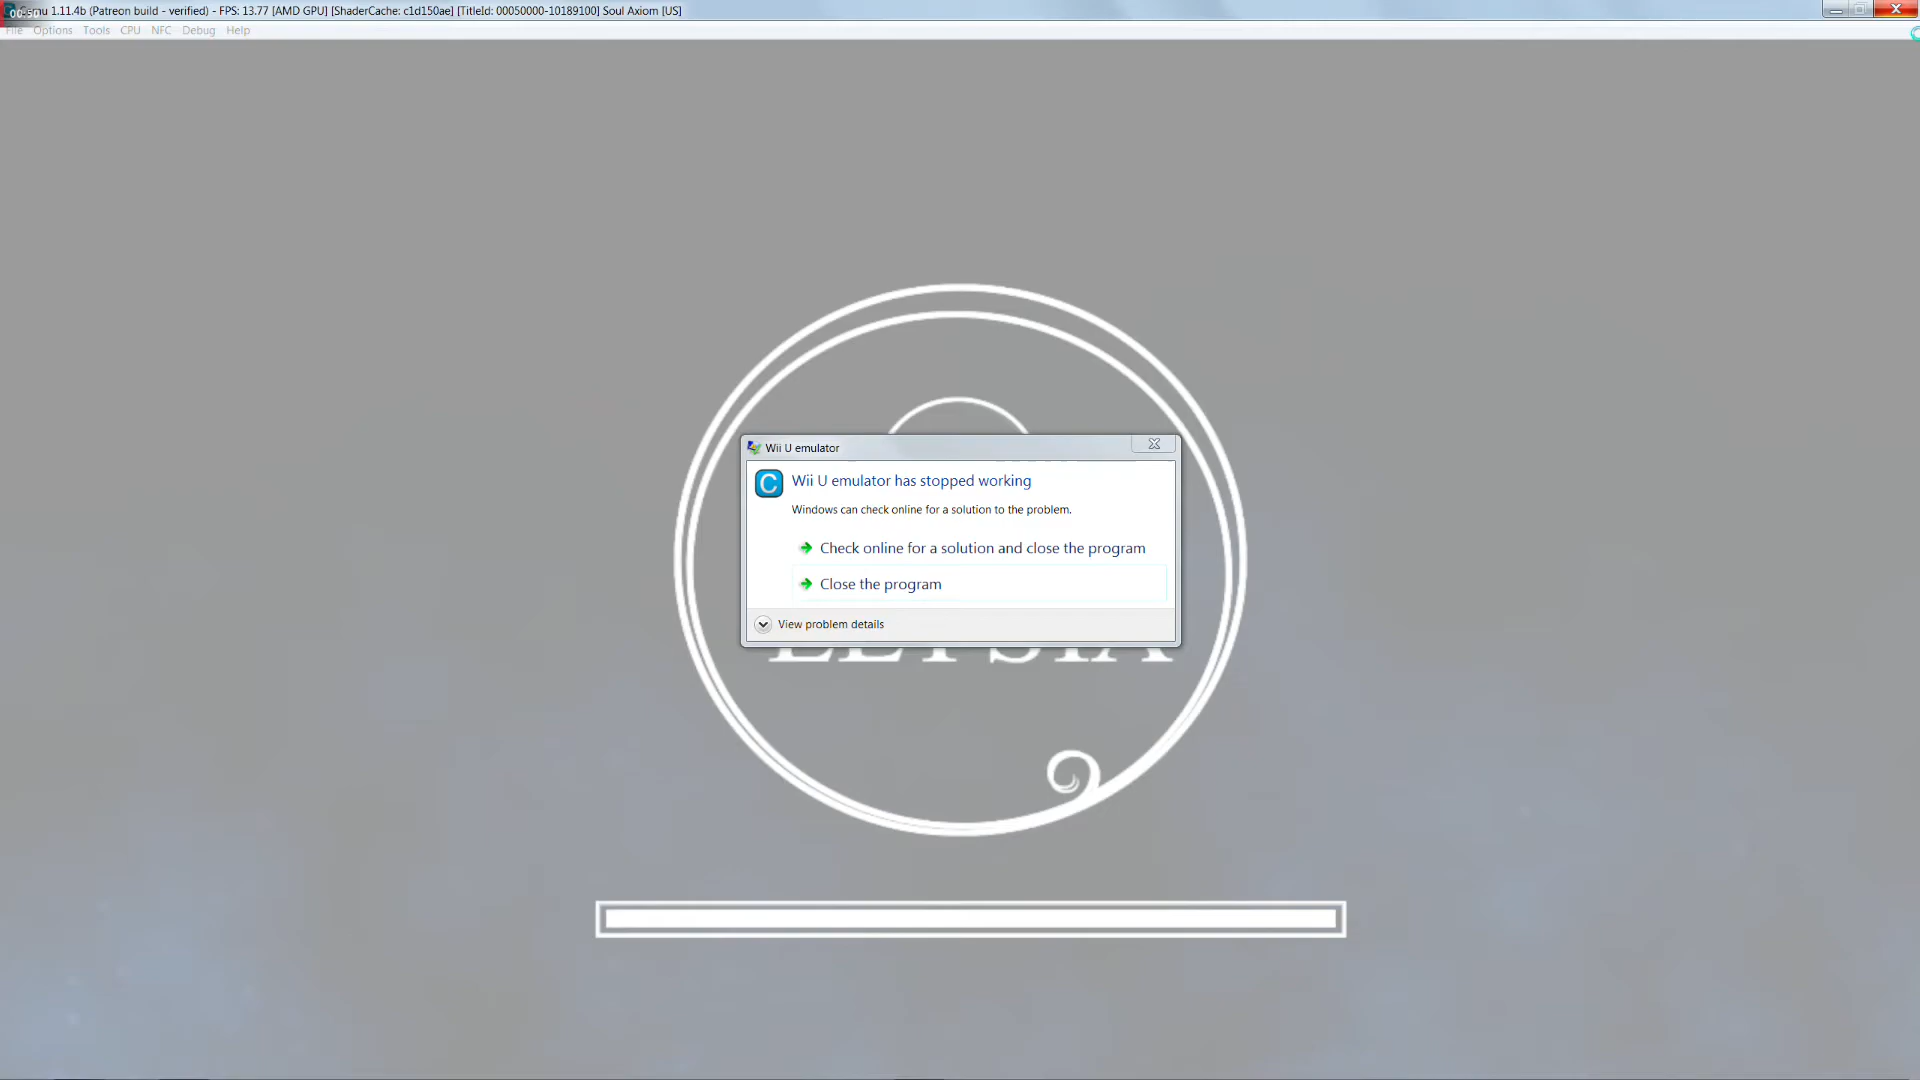 Cemu 1.11.4b (Patreon build - verified) - FPS: 13.77 [AMD GPU] [ShaderCache: c1d150ae] [TitleId: 00050000-10189100] Soul Axiom [US]
File Options Tools CPU NFC Debug Help
Wii U emulator
Wii U emulator has stopped working
Windows can check online for a solution to the problem.
Check online for a solution and close the program
Close the program
View problem details